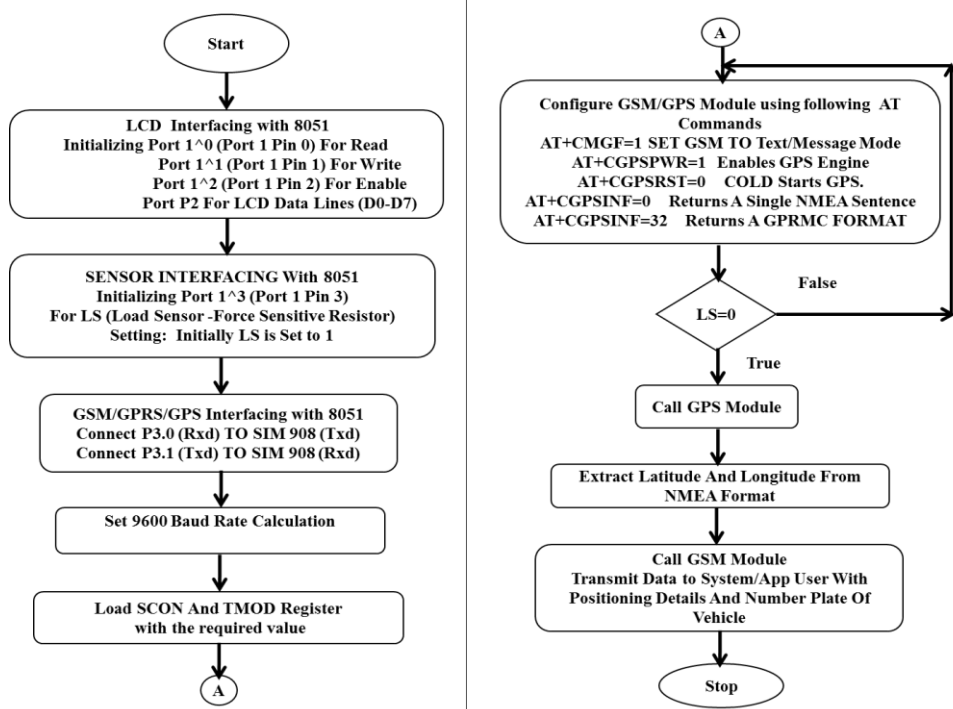 Start
LCD Interfacing with 8051
Initializing Port 1^0 (Port 1 Pin 0) For Read
Port 1^1 (Port 1 Pin 1) For Write
Port 1^2 (Port 1 Pin 2) For Enable
Port P2 For LCD Data Lines (D0-D7)
SENSOR INTERFACING With 8051
Initializing Port 1^3 (Port 1 Pin 3)
For LS (Load Sensor -Force Sensitive Resistor)
Setting: Initially LS is Set to 1
GSM/GPRS/GPS Interfacing with 8051
Connect P3.0 (Rxd) TO SIM 908 (Txd)
Connect P3.1 (Txd) TO SIM 908 (Rxd)
Set 9600 Baud Rate Calculation
Load SCON And TMOD Register
with the required value
A
A
Configure GSM/GPS Module using following AT
Commands
AT+CMGF=1 SET GSM TO Text/Message Mode
AT+CGPSPWR=1 Enables GPS Engine
AT+CGPSRST=0 COLD Starts GPS.
AT+CGPSINF=0 Returns A Single NMEA Sentence
AT+CGPSINF=32 Returns A GPRMC FORMAT
False
LS=0
True
Call GPS Module
Extract Latitude And Longitude From
NMEA Format
Call GSM Module
Transmit Data to System/App User With
Positioning Details And Number Plate Of
Vehicle
Stop